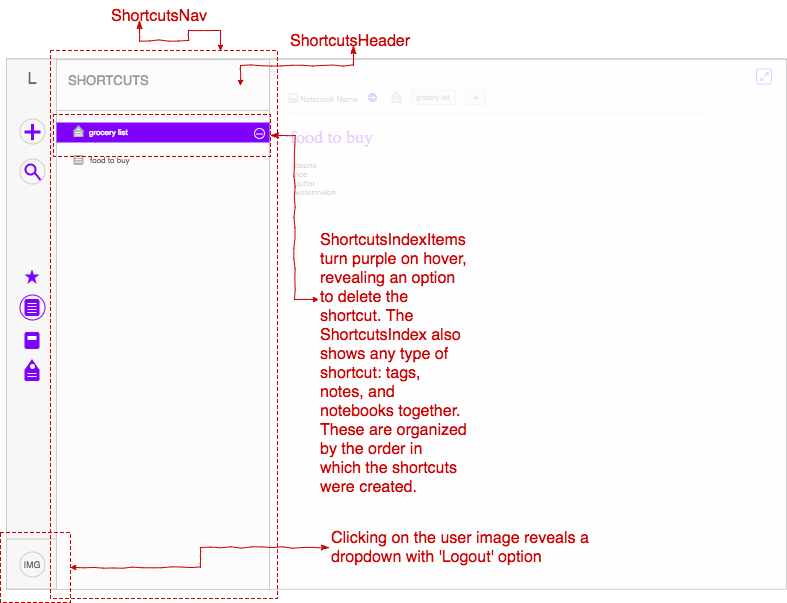 ShortcutsNav
ShortcutsHeader
L
SHORTCUTS
Notebook Name
grocery list
+
grocery list
food to buy
food to buy
beans
rice
butter
watermelon
ShortcutsIndexItems
turn purple on hover,
revealing an option
to delete the
shortcut. The
ShortcutsIndex also
shows any type of
shortcut: tags,
notes, and
notebooks together.
These are organized
by the order in
which the shortcuts
were created.
Clicking on the user image reveals a
dropdown with 'Logout' option
IMG